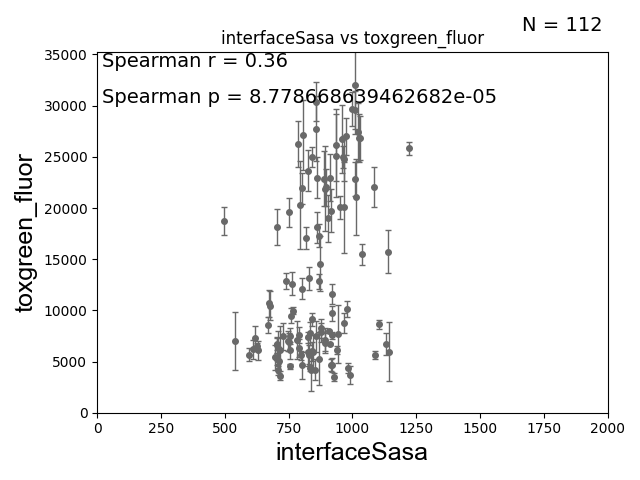 N = 112
interfaceSasa vs toxgreen_fluor
Spearman r = 0.36
Spearman p = 8.778668639462682e-05
35000
30000
25000
20000
15000
10000
5000
0
toxgreen_fluor
0 250 500 750 1000 1250 1500 1750 2000
interfaceSasa